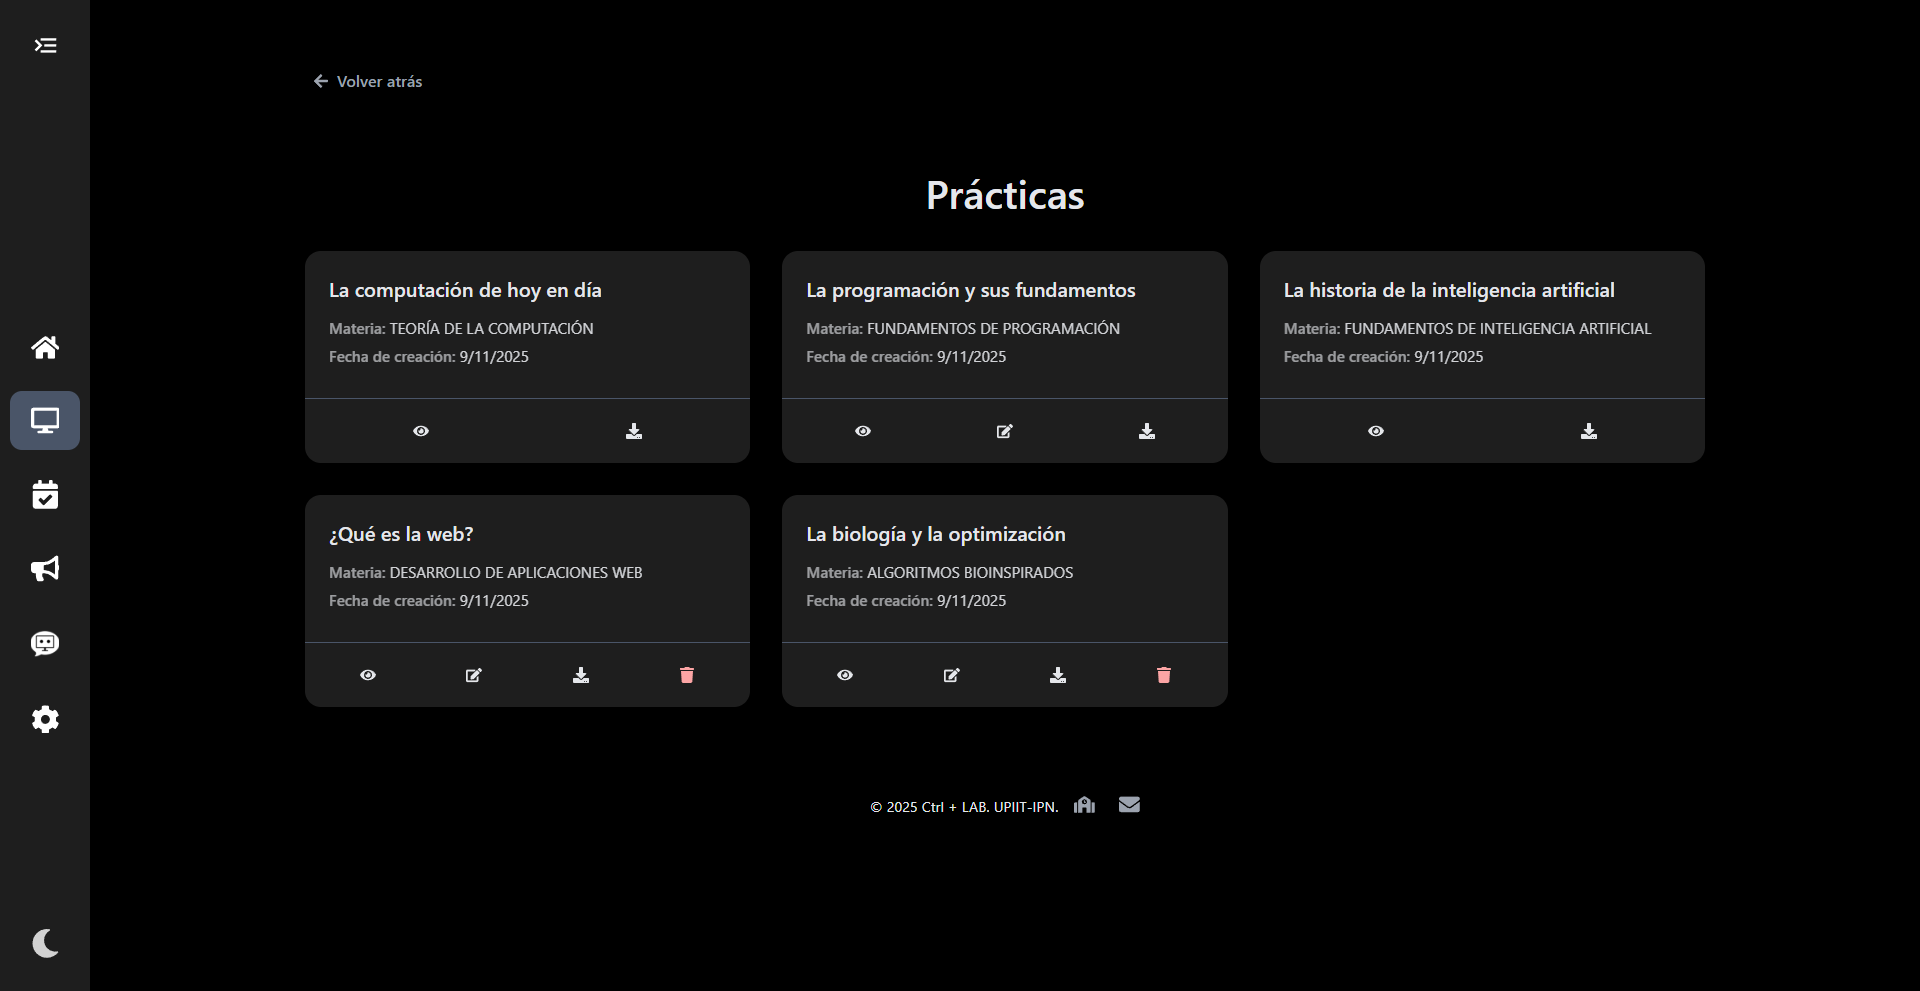 Volver atrás
Prácticas
La computación de hoy en día
Materia: TEORÍA DE LA COMPUTACIÓN
Fecha de creación: 9/11/2025
La programación y sus fundamentos
Materia: FUNDAMENTOS DE PROGRAMACIÓN
Fecha de creación: 9/11/2025
La historia de la inteligencia artificial
Materia: FUNDAMENTOS DE INTELIGENCIA ARTIFICIAL
Fecha de creación: 9/11/2025
¿Qué es la web?
Materia: DESARROLLO DE APLICACIONES WEB
Fecha de creación: 9/11/2025
La biología y la optimización
Materia: ALGORITMOS BIOINSPIRADOS
Fecha de creación: 9/11/2025
© 2025 Ctrl + LAB. UPIIT-IPN.